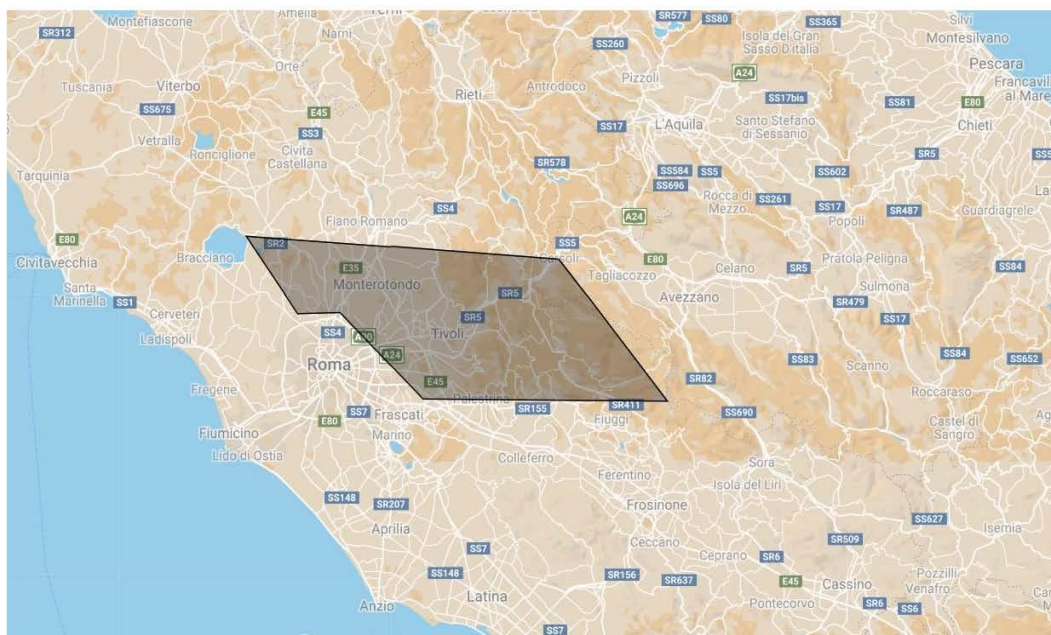 Montefiascone
Amelia
Terni
SR577
SS80
SS365
Silvi
SR312
Narni
SS260
Isola del Gran
Sasso D'italia
Montesilvano
Orte
Tuscania
Viterbo
Rieti
Antrodoco
Pizzoli
A24
Pescara
SS675
E45
SS17bis
SS81
E80
Francavill
al Mare
Vetralla
SS3
SS17
L'Aquila
Santo Stefano
di Sessanio
Chieti
Ronciglione
Civita
Castellana
SR578
SR5
SS5
Tarquinia
SS584
SS5
SS602
SS696
Rocca
di Mezzo
SS261
SS17
SR487
Fiano Romano
SS4
A24
Popoli
Guardiagrele
E80
SR2
SS5
Bracciano
Carsoli
E80
Civitavecchia
E35
Tagliacozzo
Celano
SR5
Pratola Peligna
SS84
Santa
Marinella
Monterotondo
SR5
Avezzano
Sulmona
SS1
Cerveteri
SR479
SS17
Ladispoli
SS4
A90
SR5
Tivoli
A24
SS83
SS84
SS652
Roma
Scanno
Fregene
E45
SR82
Roccaraso
Palestrina
SR155
SR411
SS690
SS7
Frascati
Fiuggi
E80
Castel di
Sangro
Fiumicino
Marino
Lido di Ostia
Colleferro
Sora
Ferentino
Isola del Liri
SS148
SR207
Frosinone
SS627
Aprilia
Isernia
Ceccano
SR509
SS7
Ceprano
SR6
SS148
SR156
SR637
E45
Pozzilli
Cassino
Venafro
Latina
Anzio
Pontecorvo
SR6
SS6
SS7